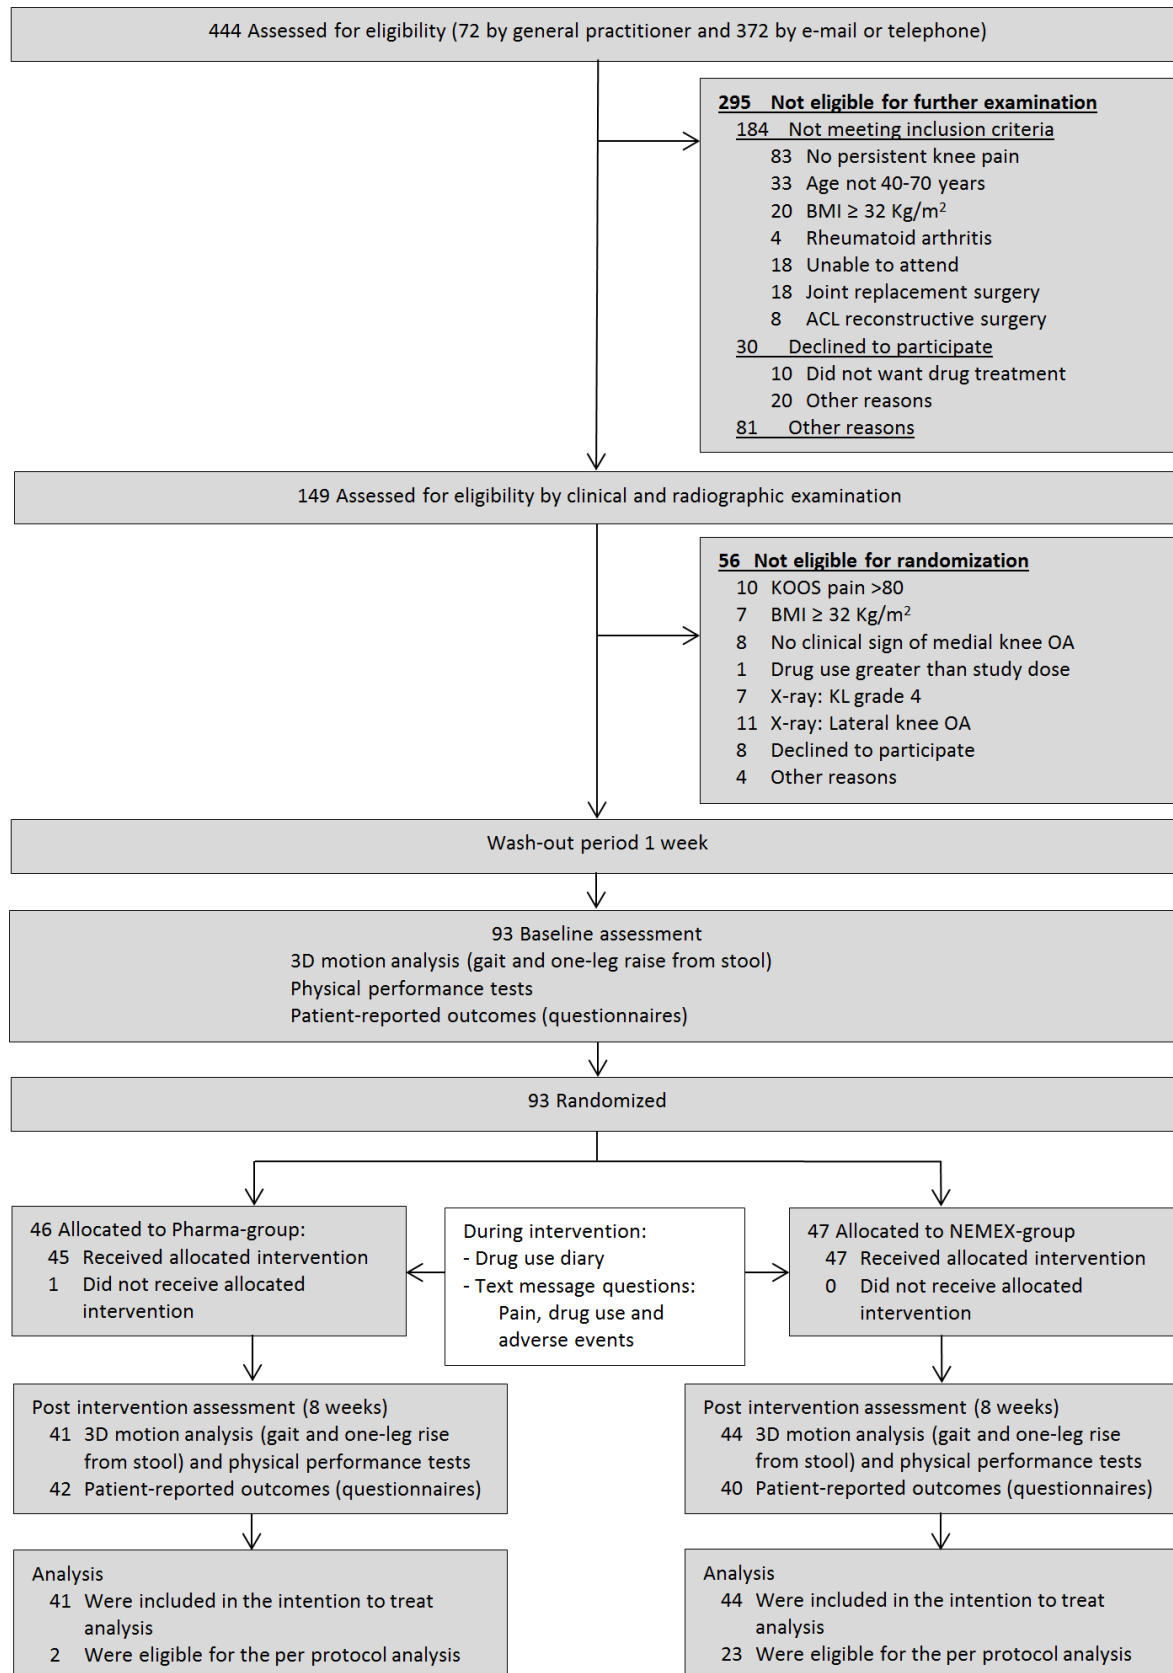 444 Assessed for eligibility (72 by general practitioner and 372 by e-mail or telephone)
295 Not eligible for further examination
184 Not meeting inclusion criteria
83 No persistent knee pain
33 Age not 40-70 years
20 BMI ≥ 32 Kg/m²
4 Rheumatoid arthritis
18 Unable to attend
18 Joint replacement surgery
8 ACL reconstructive surgery
30 Declined to participate
10 Did not want drug treatment
20 Other reasons
81 Other reasons
149 Assessed for eligibility by clinical and radiographic examination
56 Not eligible for randomization
10 KOOS pain >80
7 BMI ≥ 32 Kg/m²
8 No clinical sign of medial knee OA
1 Drug use greater than study dose
7 X-ray: KL grade 4
11 X-ray: Lateral knee OA
8 Declined to participate
4 Other reasons
Wash-out period 1 week
93 Baseline assessment
3D motion analysis (gait and one-leg raise from stool)
Physical performance tests
Patient-reported outcomes (questionnaires)
93 Randomized
46 Allocated to Pharma-group:
45 Received allocated intervention
1 Did not receive allocated
intervention
During intervention:
- Drug use diary
- Text message questions:
Pain, drug use and
adverse events
47 Allocated to NEMEX-group
47 Received allocated intervention
0 Did not receive allocated
intervention
Post intervention assessment (8 weeks)
41 3D motion analysis (gait and one-leg rise
from stool) and physical performance tests
42 Patient-reported outcomes (questionnaires)
Post intervention assessment (8 weeks)
44 3D motion analysis (gait and one-leg rise
from stool) and physical performance tests
40 Patient-reported outcomes (questionnaires)
Analysis
41 Were included in the intention to treat
analysis
2 Were eligible for the per protocol analysis
Analysis
44 Were included in the intention to treat
analysis
23 Were eligible for the per protocol analysis